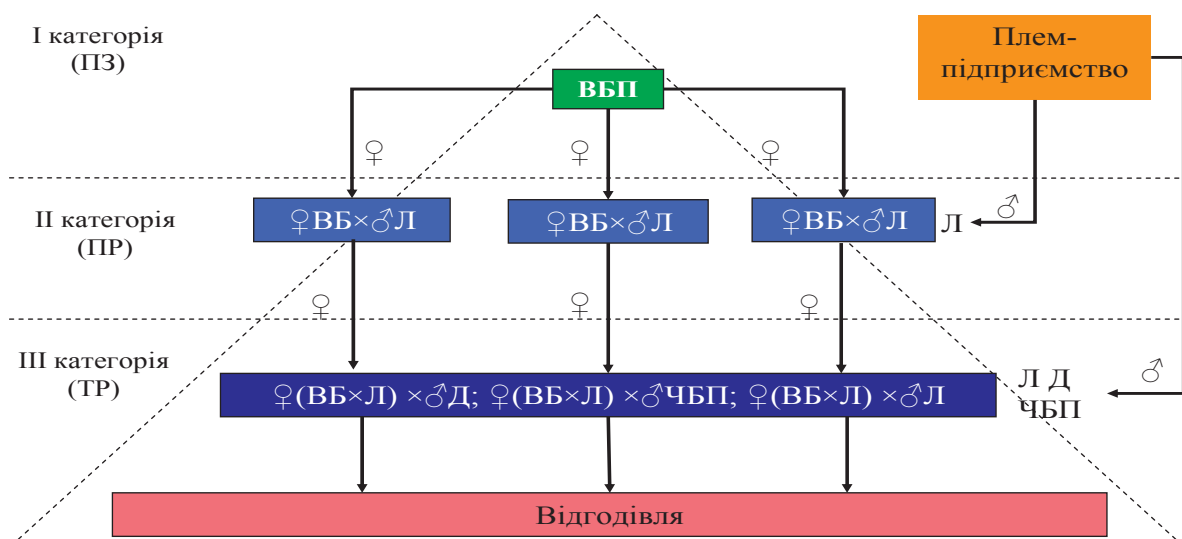 І категорія
(ПЗ)
Плем-
підприємство
ВБП
♀ ♀ ♀
ІІ категорія
(ПР)
♀ВБ×♂Л ♀ВБ×♂Л ♀ВБ×♂Л Л ♂
♀ ♀ ♀
ІІІ категорія
(ТР)
♀(ВБ×Л) ×♂Д; ♀(ВБ×Л) ×♂ЧБП; ♀(ВБ×Л) ×♂Л
Л Д ♂
ЧБП
Відгодівля